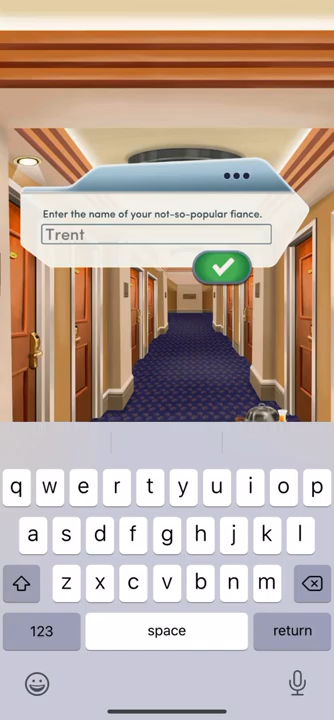 Enter the name of your not-so-popular fiance.
Trent
q w e r t y u i o p
a s d f g h j k l
z x c v b n m
123 space return